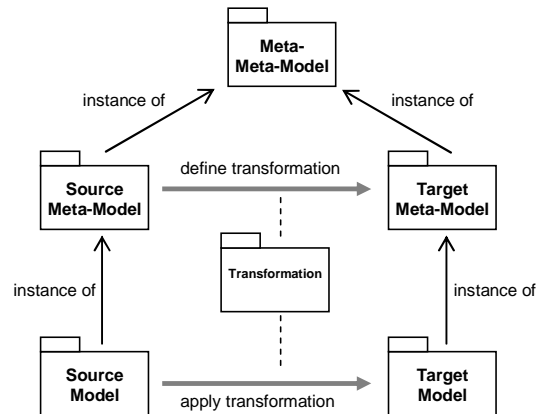 Meta-
Meta-Model
instance of
instance of
define transformation
Source
Meta-Model
Target
Meta-Model
Transformation
instance of
instance of
Source
Model
Target
Model
apply transformation